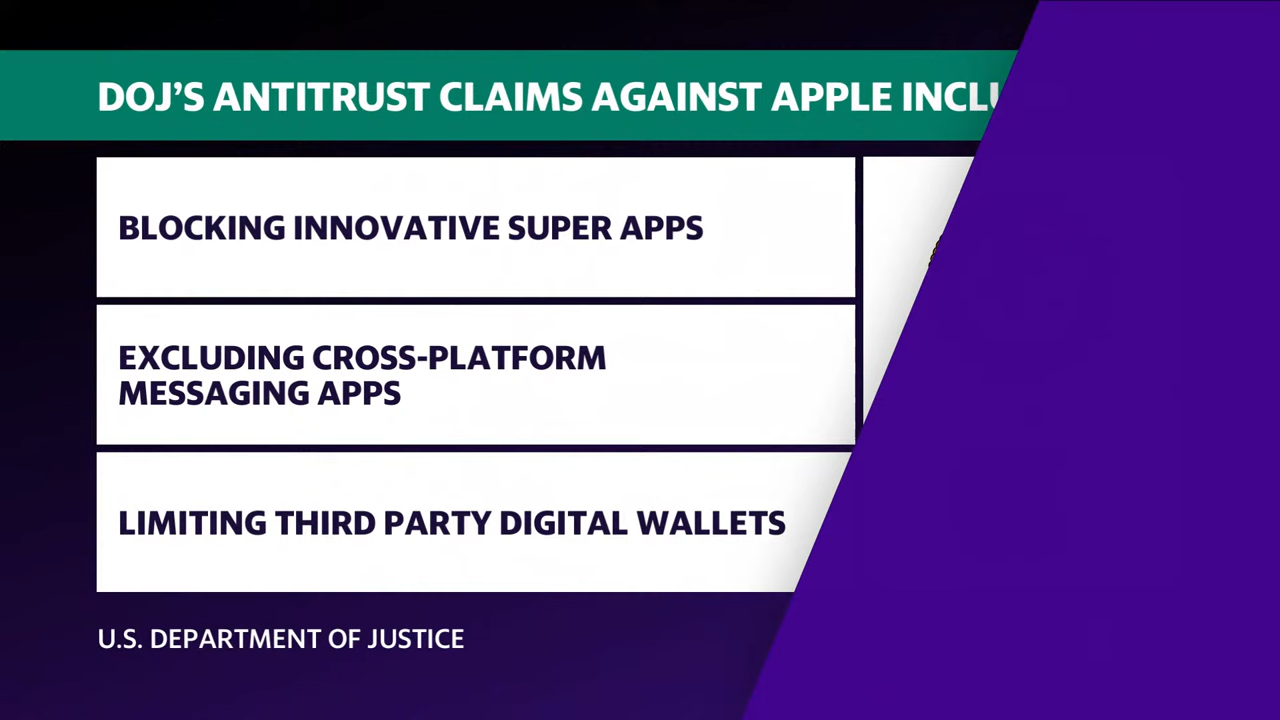 DOJ'S ANTITRUST CLAIMS AGAINST APPLE
BLOCKING INNOVATIVE SUPER APPS
EXCLUDING CROSS-PLATFORM
MESSAGING APPS
LIMITING THIRD PARTY DIGITAL WALLETS
U.S. DEPARTMENT OF JUSTICE